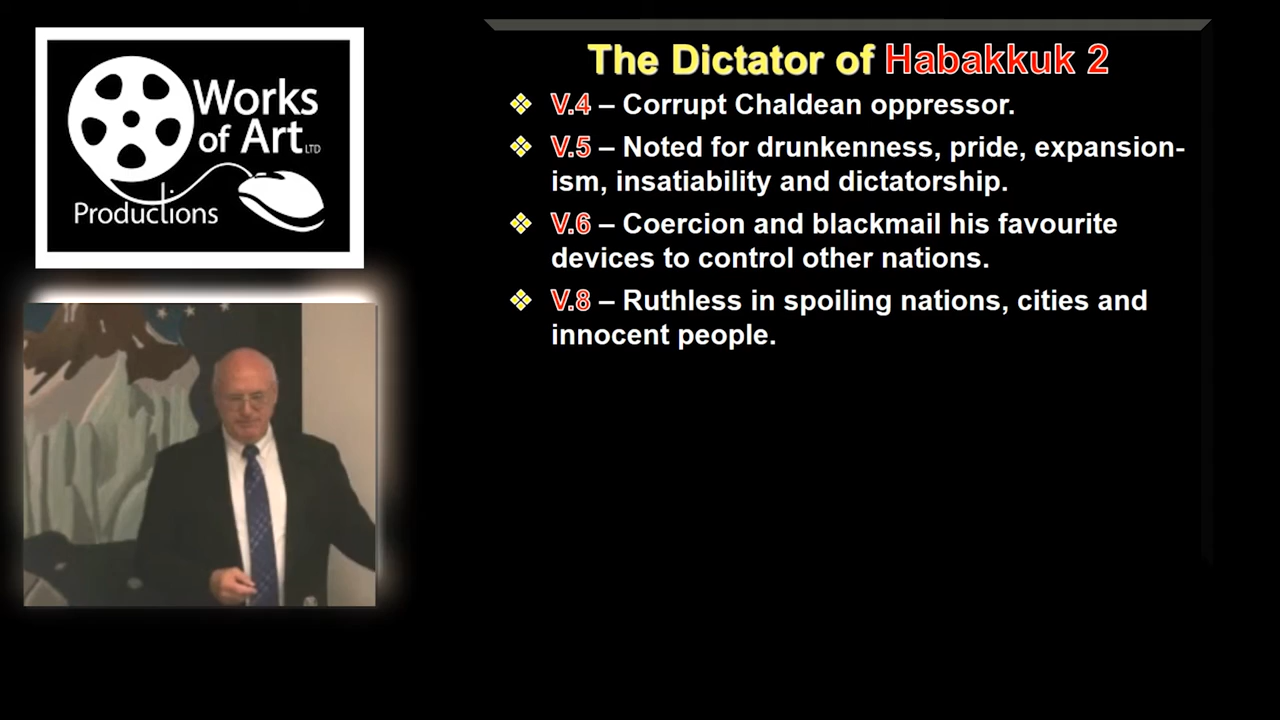 Works
of Art LTD
Productions
The Dictator of Habakkuk 2
❖ V.4 – Corrupt Chaldean oppressor.
❖ V.5 – Noted for drunkenness, pride, expansion-
ism, insatiability and dictatorship.
❖ V.6 – Coercion and blackmail his favourite
devices to control other nations.
❖ V.8 – Ruthless in spoiling nations, cities and
innocent people.